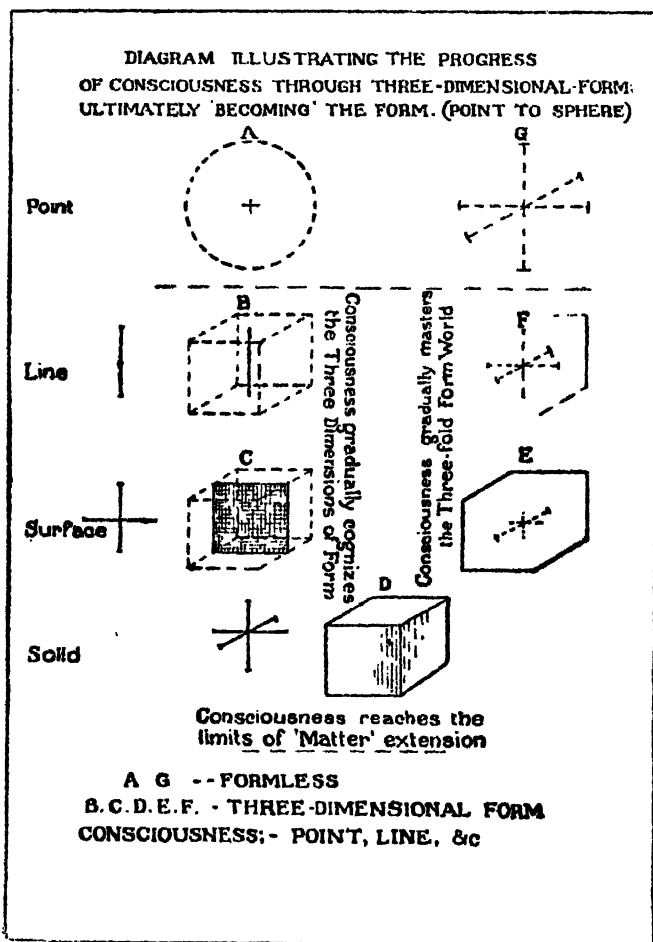 DIAGRAM ILLUSTRATING THE PROGRESS
OF CONSCIOUSNESS THROUGH THREE-DIMENSIONAL-FORM;
ULTIMATELY 'BECOMING' THE FORM. (POINT TO SPHERE)
A
G
Point
B
F
Line
Consciousness gradually cognizes
the Three Dimensions of Form
Consciousness gradually masters
the Three-fold Form World
C
E
Surface
D
Solid
Consciousness reaches the
limits of 'Matter' extension
A G -- FORMLESS
B.C.D.E.F. - THREE-DIMENSIONAL FORM
CONSCIOUSNESS;- POINT, LINE, &c